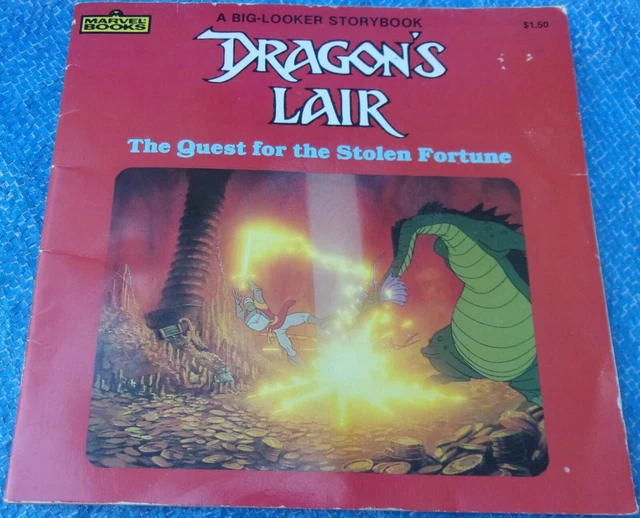 MARVEL
BOOKS
A BIG-LOOKER STORYBOOK
$1.50
DRAGON'S
LAIR
The Quest for the Stolen Fortune